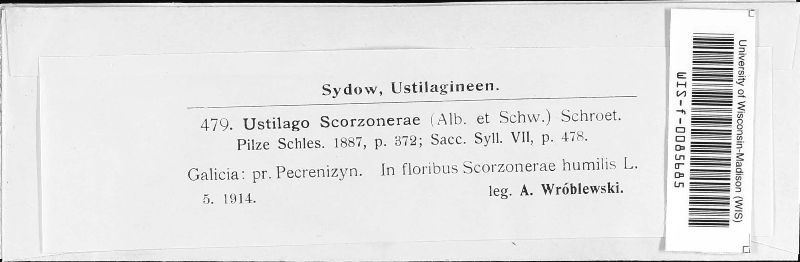 Sydow, Ustilagineen.
479. Ustilago Scorzonerae (Alb. et Schw.) Schroet.
Pilze Schles. 1887, p. 372; Sacc. Syll. VII, p. 478.
Galicia: pr. Pecrenizyn. In floribus Scorzonerae humilis L.
5. 1914. leg. A. Wróblewski.
University of Wisconsin-Madison (WIS)
WIS-f-0085685